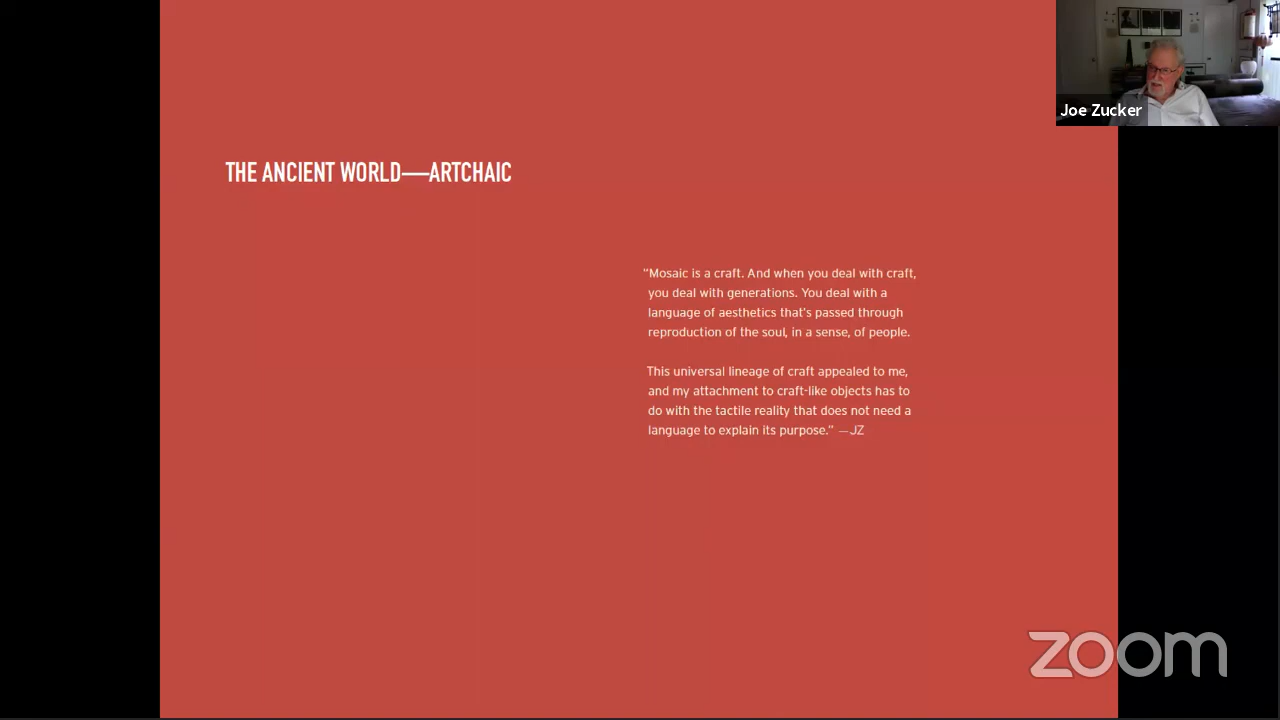 Joe Zucker
THE ANCIENT WORLD—ARTCHAIC
"Mosaic is a craft. And when you deal with craft,
you deal with generations. You deal with a
language of aesthetics that's passed through
reproduction of the soul, in a sense, of people.
This universal lineage of craft appealed to me,
and my attachment to craft-like objects has to
do with the tactile reality that does not need a
language to explain its purpose." —JZ
zoom